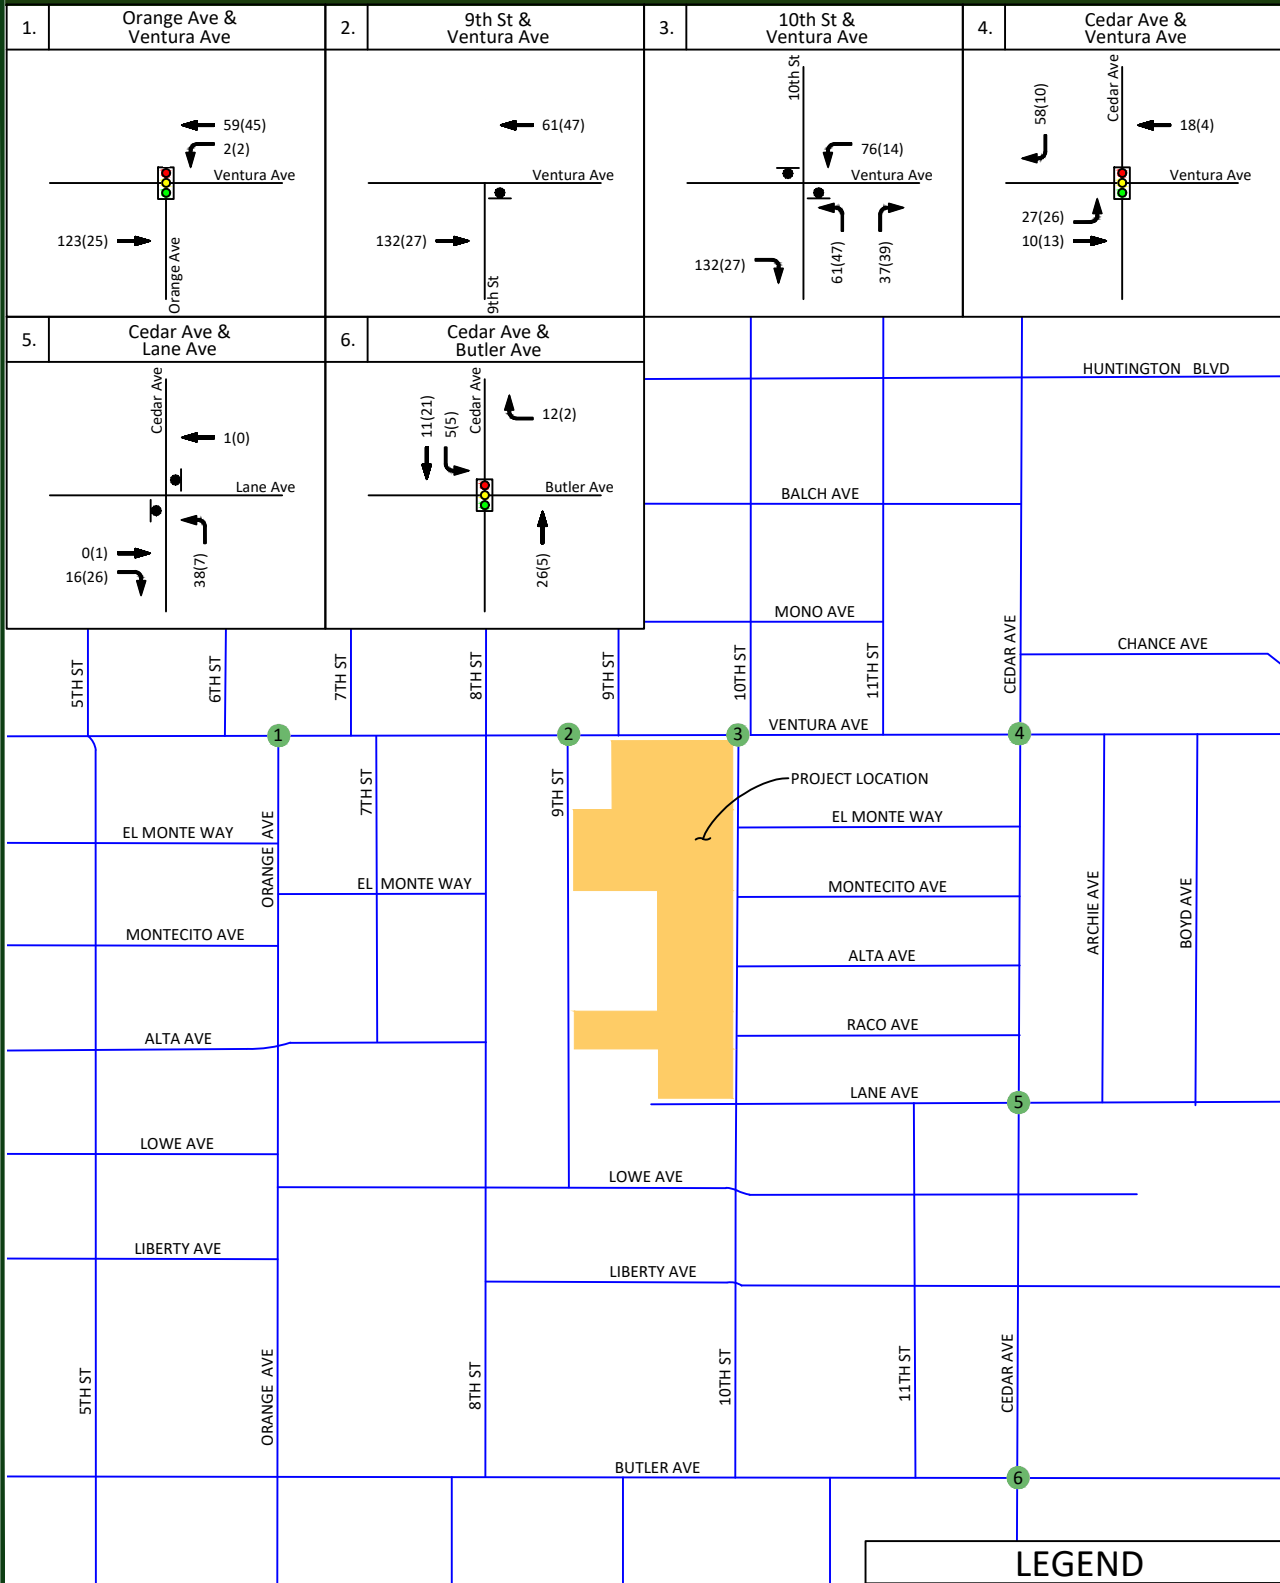 1.
Orange Ave &
Ventura Ave
59(45)
2(2)
Ventura Ave
123(25)
Orange Ave
2.
9th St &
Ventura Ave
61(47)
Ventura Ave
132(27)
9th St
3.
10th St &
Ventura Ave
10th St
76(14)
Ventura Ave
132(27)
61(47)
37(39)
4.
Cedar Ave &
Ventura Ave
58(10)
Cedar Ave
18(4)
Ventura Ave
27(26)
10(13)
5.
Cedar Ave &
Lane Ave
Cedar Ave
1(0)
Lane Ave
0(1)
16(26)
38(7)
6.
Cedar Ave &
Butler Ave
11(21)
5(5)
Cedar Ave
12(2)
Butler Ave
26(5)
HUNTINGTON BLVD
BALCH AVE
MONO AVE
CHANCE AVE
5TH ST
6TH ST
7TH ST
8TH ST
9TH ST
10TH ST
11TH ST
CEDAR AVE
VENTURA AVE
1
2
3
4
7TH ST
9TH ST
PROJECT LOCATION
EL MONTE WAY
ORANGE AVE
EL MONTE WAY
EL MONTE WAY
MONTECITO AVE
MONTECITO AVE
ARCHIE AVE
BOYD AVE
ALTA AVE
ALTA AVE
RACO AVE
LANE AVE
5
LOWE AVE
LOWE AVE
LIBERTY AVE
LIBERTY AVE
5TH ST
ORANGE AVE
8TH ST
10TH ST
11TH ST
CEDAR AVE
BUTLER AVE
6
LEGEND